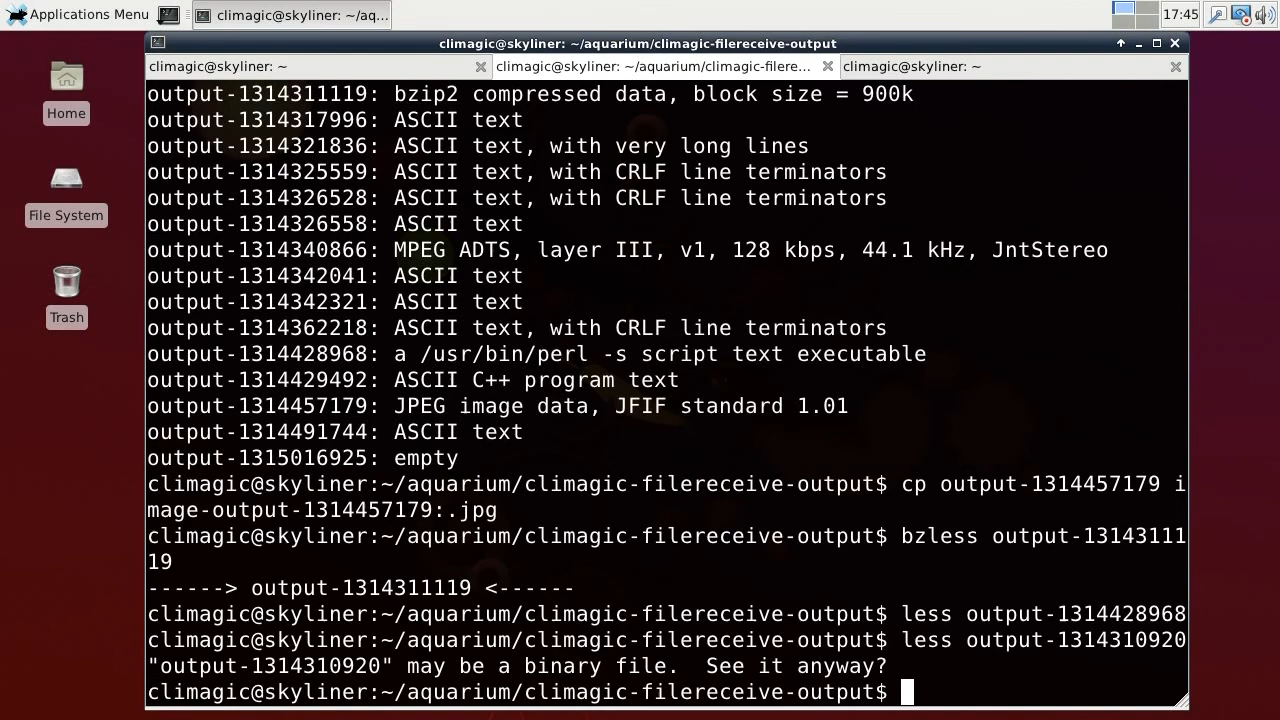 Applications Menu
climagic@skyliner: ~/aq...
17:45
climagic@skyliner: ~/aquarium/climagic-filereceive-output
climagic@skyliner: ~
climagic@skyliner: ~/aquarium/climagic-filere...
climagic@skyliner: ~
Home
File System
Trash
output-1314311119: bzip2 compressed data, block size = 900k
output-1314317996: ASCII text
output-1314321836: ASCII text, with very long lines
output-1314325559: ASCII text, with CRLF line terminators
output-1314326528: ASCII text, with CRLF line terminators
output-1314326558: ASCII text
output-1314340866: MPEG ADTS, layer III, v1, 128 kbps, 44.1 kHz, JntStereo
output-1314342041: ASCII text
output-1314342321: ASCII text
output-1314362218: ASCII text, with CRLF line terminators
output-1314428968: a /usr/bin/perl -s script text executable
output-1314429492: ASCII C++ program text
output-1314457179: JPEG image data, JFIF standard 1.01
output-1314491744: ASCII text
output-1315016925: empty
climagic@skyliner:~/aquarium/climagic-filereceive-output$ cp output-1314457179 i
mage-output-1314457179:.jpg
climagic@skyliner:~/aquarium/climagic-filereceive-output$ bzless output-13143111
19
------> output-1314311119 <------
climagic@skyliner:~/aquarium/climagic-filereceive-output$ less output-1314428968
climagic@skyliner:~/aquarium/climagic-filereceive-output$ less output-1314310920
"output-1314310920" may be a binary file.  See it anyway?
climagic@skyliner:~/aquarium/climagic-filereceive-output$